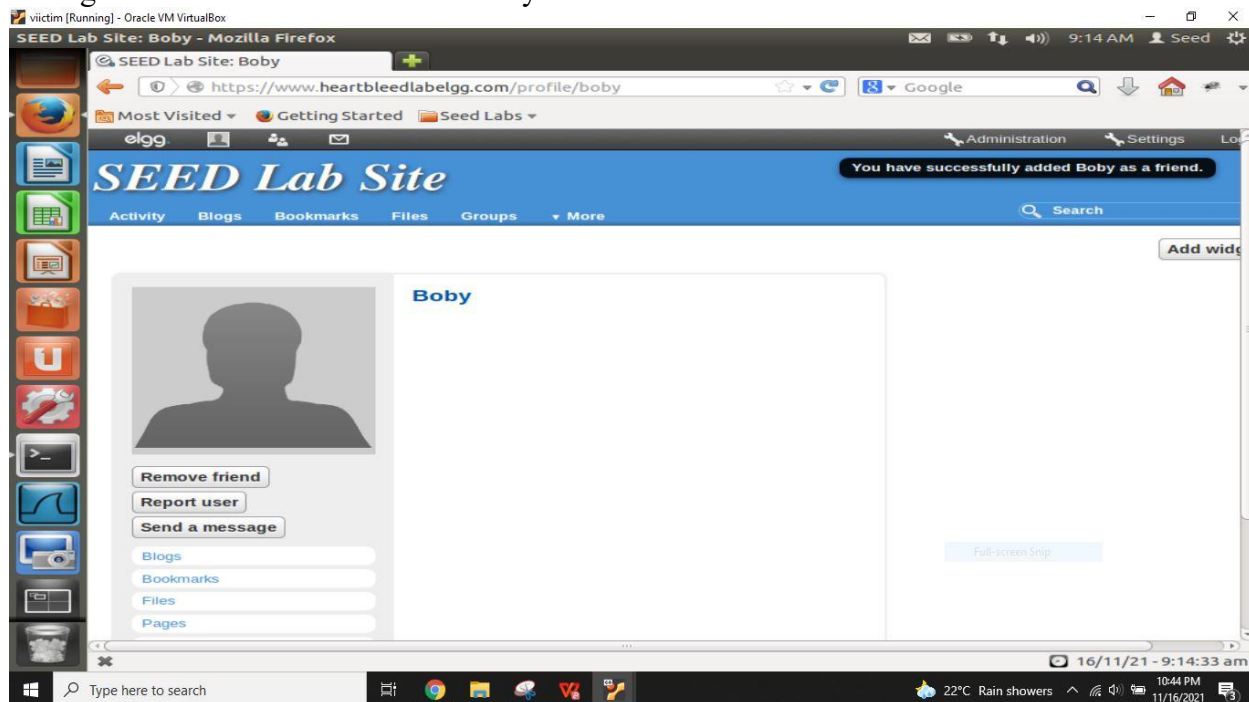 viictim [Running] - Oracle VM VirtualBox
SEED Lab Site: Boby - Mozilla Firefox 9:14 AM Seed
SEED Lab Site: Boby
https://www.heartbleedlabelgg.com/profile/boby Google
Most Visited Getting Started Seed Labs
elgg. Administration Settings Lo
SEED Lab Site
You have successfully added Boby as a friend.
Activity Blogs Bookmarks Files Groups More Search
Add widg
Boby
Remove friend
Report user
Send a message
Blogs
Full-screen Snip
Bookmarks
Files
Pages
16/11/21 - 9:14:33 am
Type here to search 22°C Rain showers 10:44 PM
11/16/2021 3